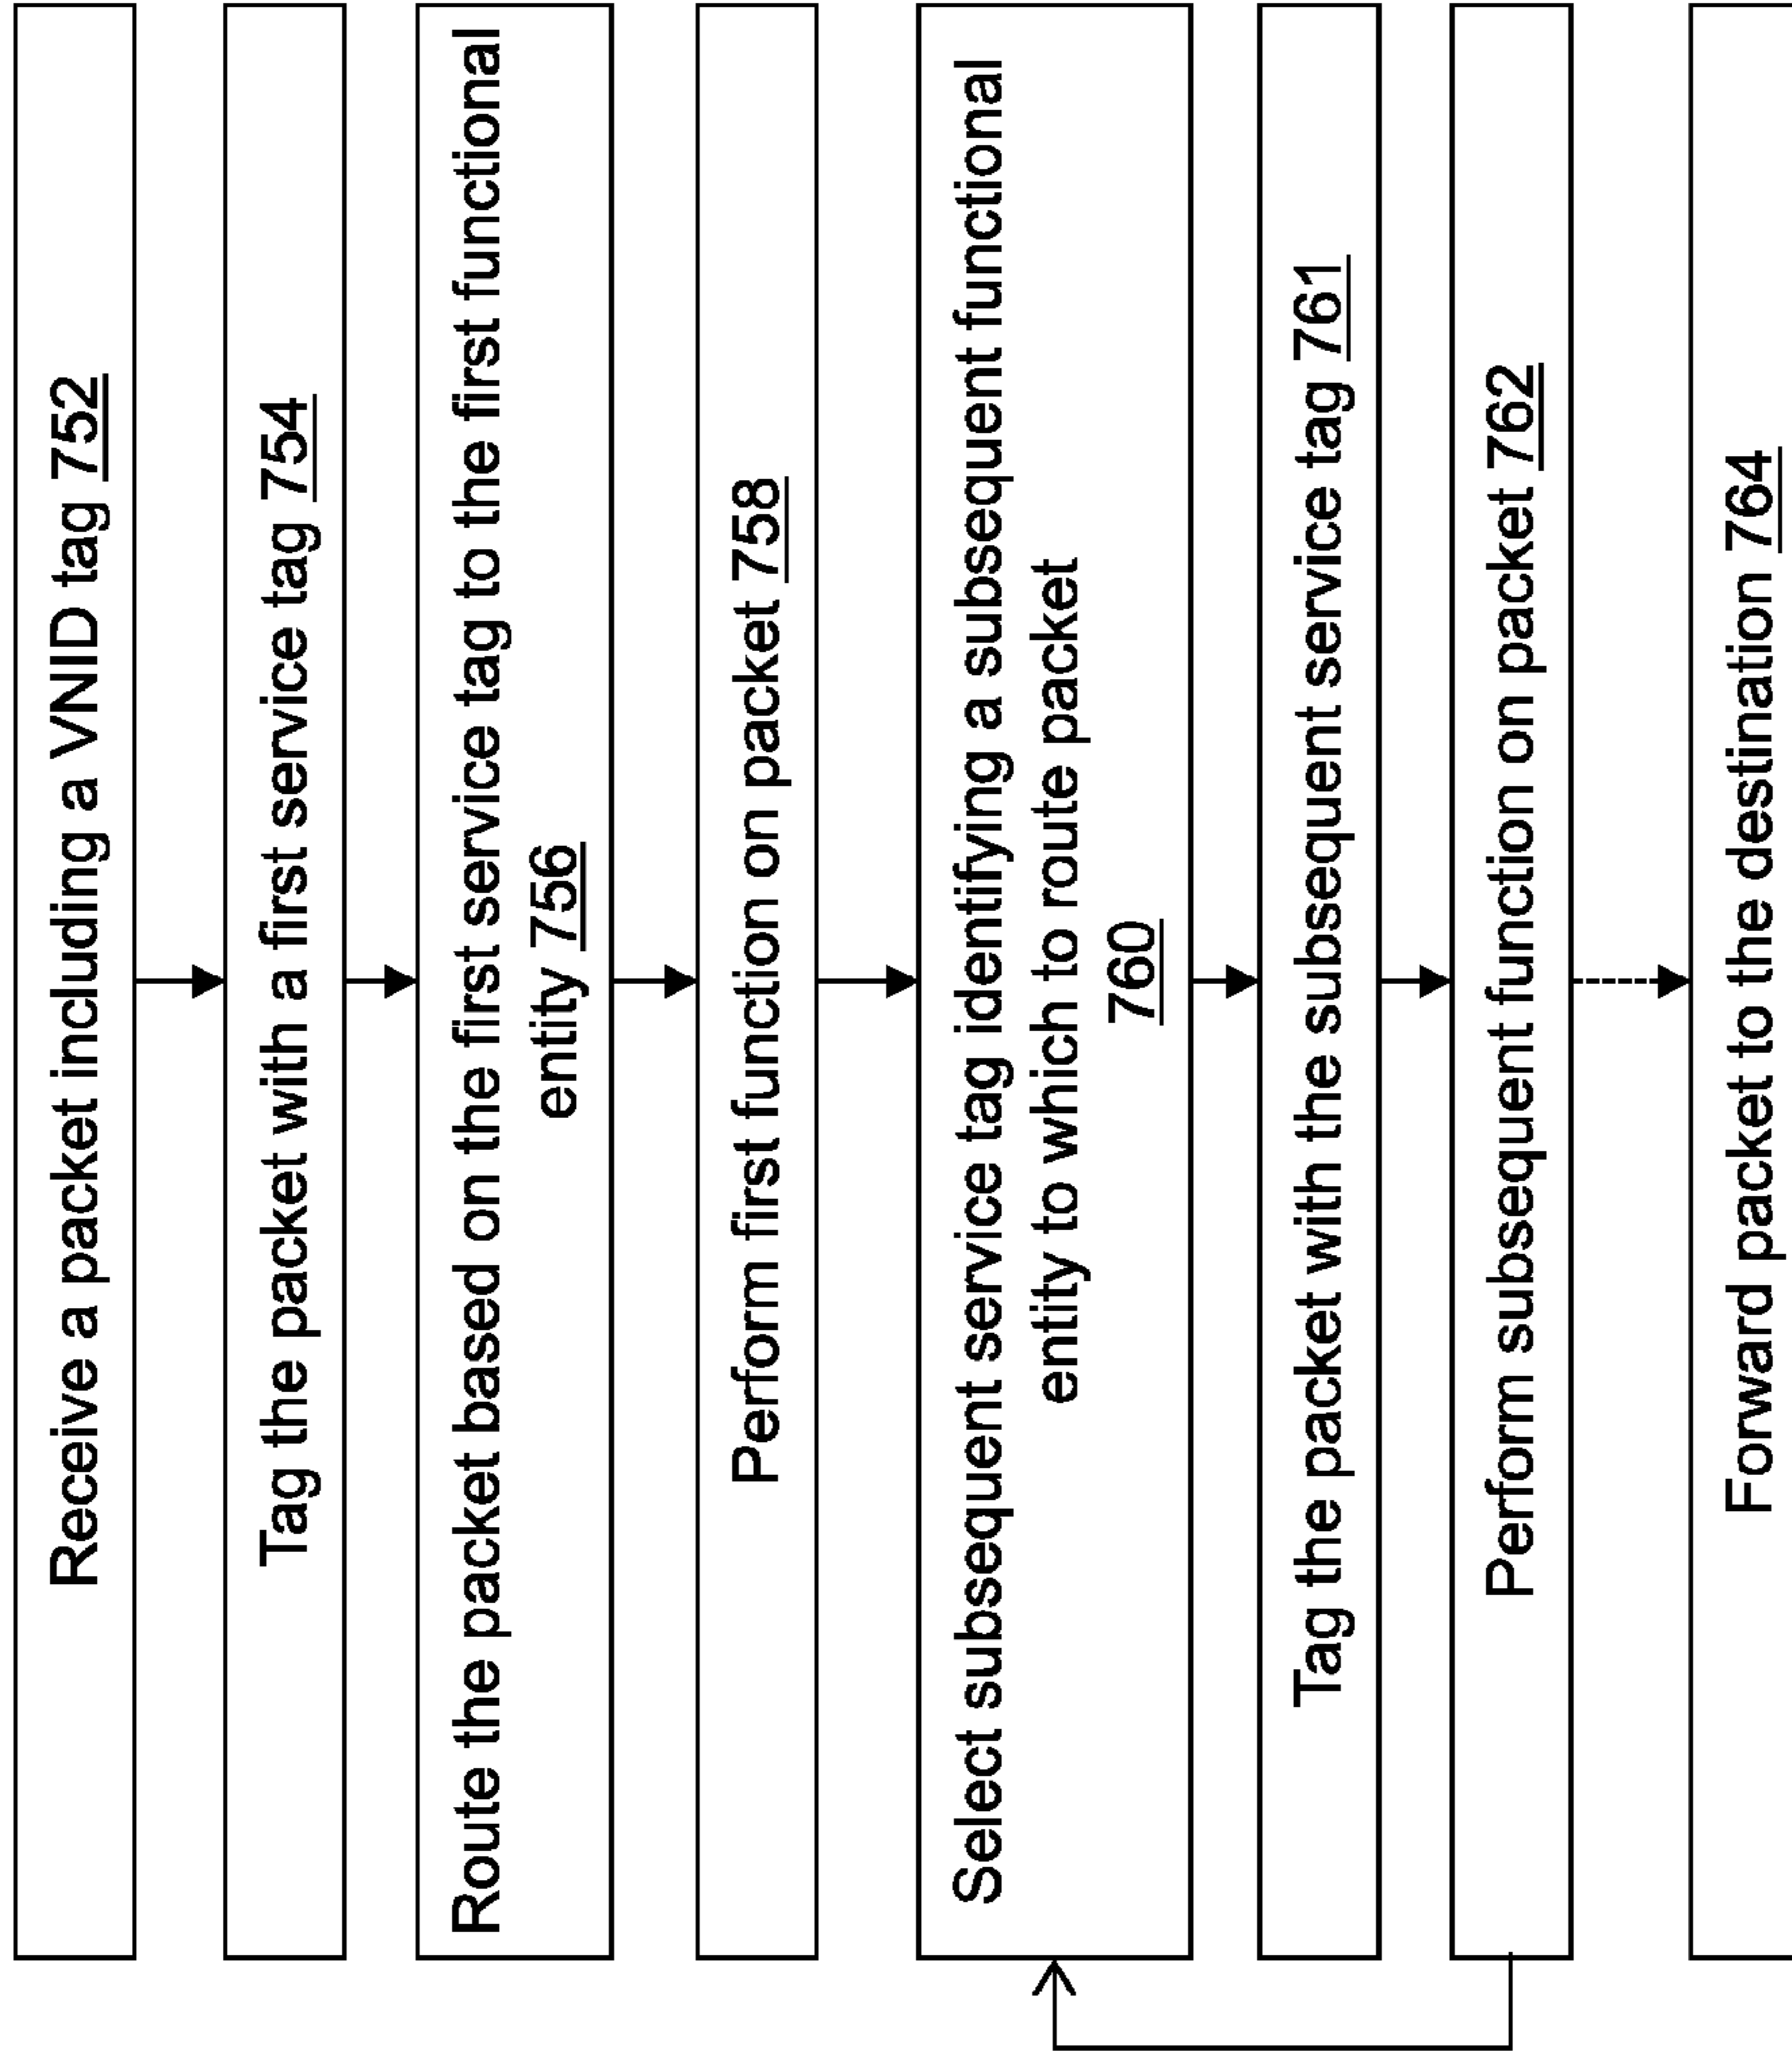 Receive a packet including a VNID tag 752
Tag the packet with a first service tag 754
Route the packet based on the first service tag to the first functional
entity 756
Perform first function on packet 758
Select subsequent service tag identifying a subsequent functional
entity to which to route packet
760
Tag the packet with the subsequent service tag 761
Perform subsequent function on packet 762
Forward packet to the destination 764